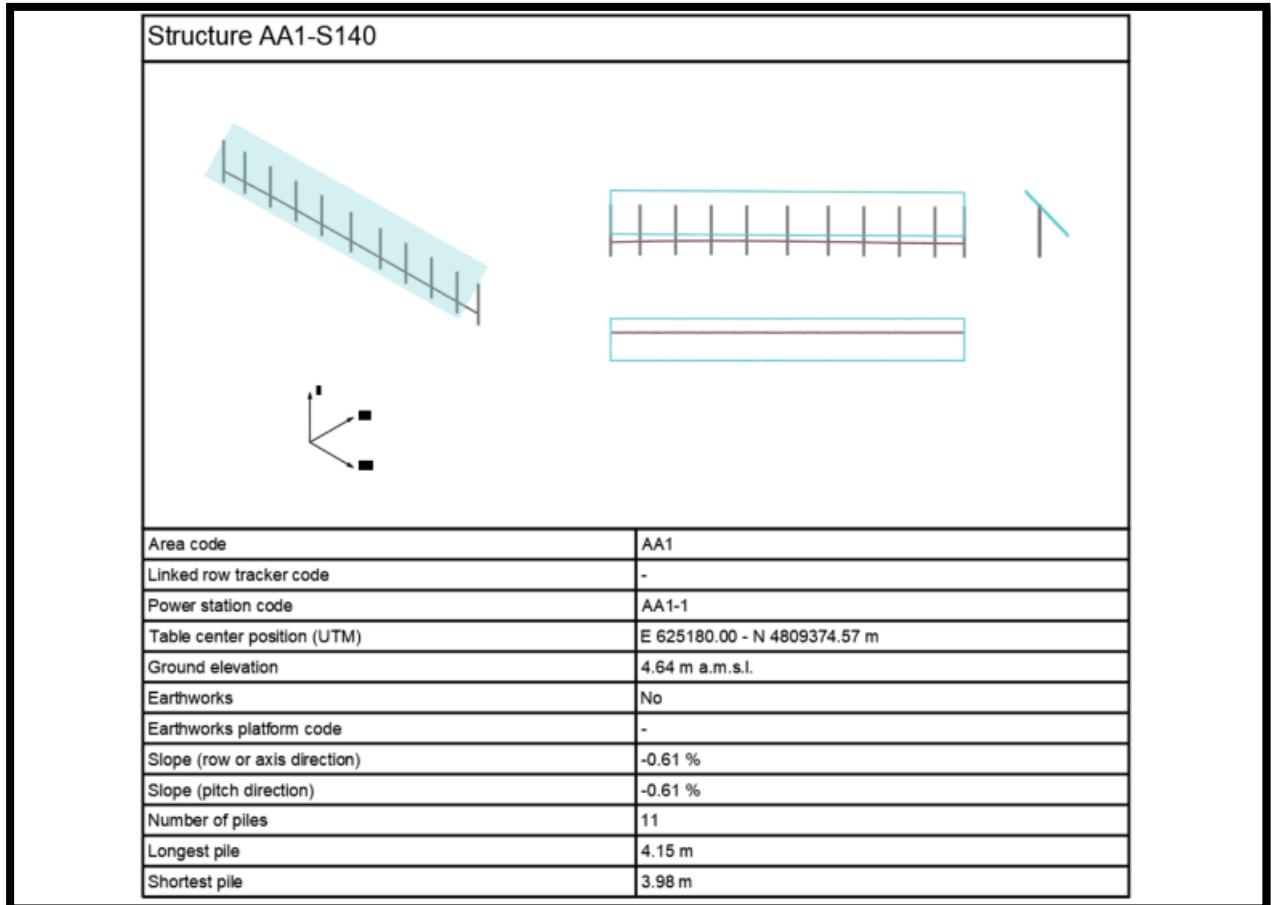 Structure AA1-S140
Area code AA1
Linked row tracker code -
Power station code AA1-1
Table center position (UTM) E 625180.00 - N 4809374.57 m
Ground elevation 4.64 m a.m.s.l.
Earthworks No
Earthworks platform code -
Slope (row or axis direction) -0.61 %
Slope (pitch direction) -0.61 %
Number of piles 11
Longest pile 4.15 m
Shortest pile 3.98 m